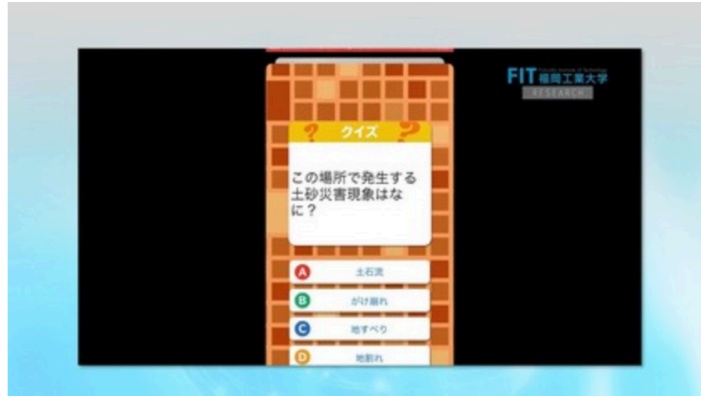 FIT 福岡工業大学
RESEARCH
? クイズ ?
この場所で発生する
土砂災害現象はな
に？
A 土石流
B がけ崩れ
C 地すべり
D 地割れ